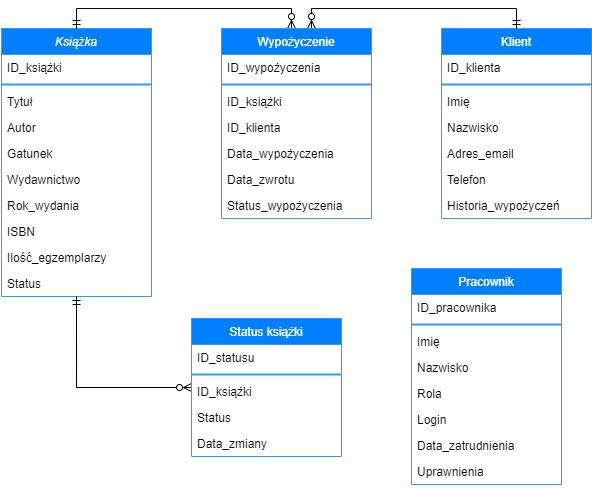 Książka
ID_książki
Tytuł
Autor
Gatunek
Wydawnictwo
Rok_wydania
ISBN
Ilość_egzemplarzy
Status
Wypożyczenie
ID_wypożyczenia
ID_książki
ID_klienta
Data_wypożyczenia
Data_zwrotu
Status_wypożyczenia
Klient
ID_klienta
Imię
Nazwisko
Adres_email
Telefon
Historia_wypożyczeń
Status książki
ID_statusu
ID_książki
Status
Data_zmiany
Pracownik
ID_pracownika
Imię
Nazwisko
Rola
Login
Data_zatrudnienia
Uprawnienia